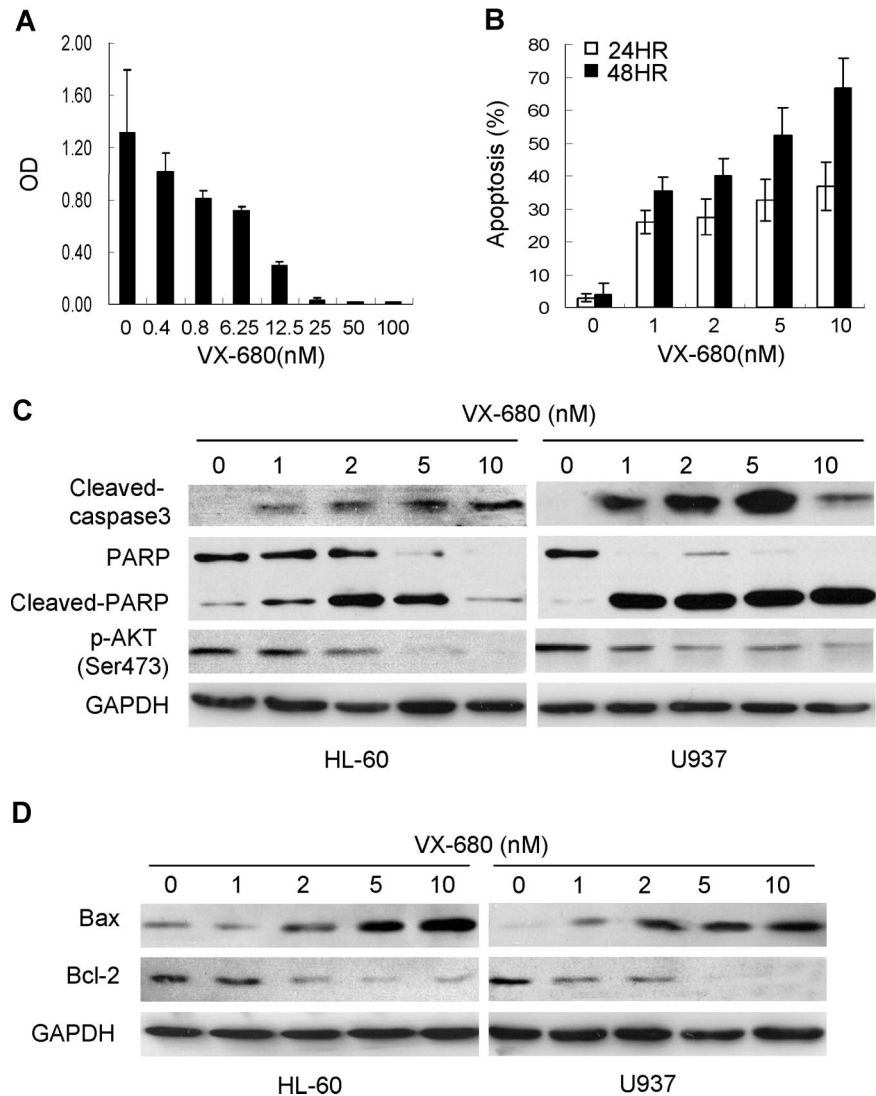 A
OD
2.00
1.60
1.20
0.80
0.40
0.00
0 0.4 0.8 6.25 12.5 25 50 100
VX-680(nM)
B
Apoptosis (%)
80
70
60
50
40
30
20
10
0
24HR
48HR
0 1 2 5 10
VX-680(nM)
C
VX-680 (nM)
0 1 2 5 10 0 1 2 5 10
Cleaved-
caspase3
PARP
Cleaved-PARP
p-AKT
(Ser473)
GAPDH
HL-60 U937
D
VX-680 (nM)
0 1 2 5 10 0 1 2 5 10
Bax
Bcl-2
GAPDH
HL-60 U937